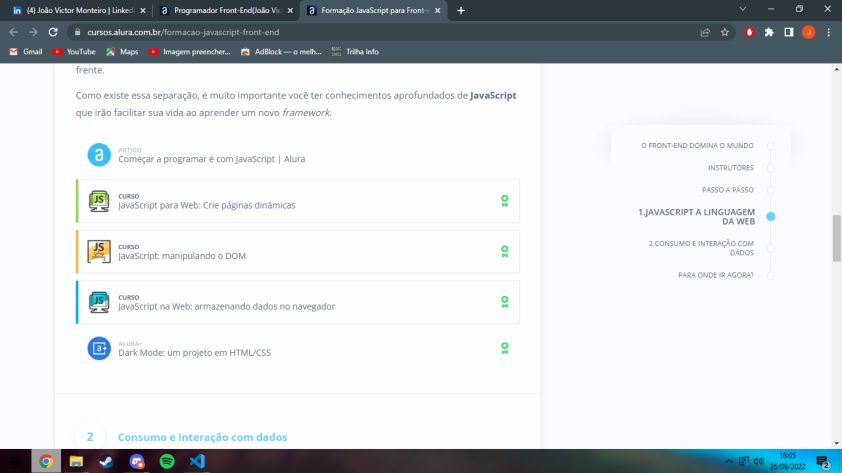 (4) João Victor Monteiro | Linked
Programador Front-End(João Vic
Formação JavaScript para Front-e
cursos.alura.com.br/formacao-javascript-front-end
J
Gmail
YouTube
Maps
Imagem preencher...
AdBlock — o melh...
Trilha Info
frente.
Como existe essa separação, é muito importante você ter conhecimentos aprofundados de JavaScript
que irão facilitar sua vida ao aprender um novo framework.
a
ARTIGO
Começar a programar é com JavaScript | Alura
JS
CURSO
JavaScript para Web: Crie páginas dinâmicas
JS
CURSO
JavaScript: manipulando o DOM
JS
CURSO
JavaScript na Web: armazenando dados no navegador
a+
ALURA+
Dark Mode: um projeto em HTML/CSS
2
Consumo e interação com dados
O FRONT-END DOMINA O MUNDO
INSTRUTORES
PASSO A PASSO
1.JAVASCRIPT A LINGUAGEM
DA WEB
2.CONSUMO E INTERAÇÃO COM
DADOS
PARA ONDE IR AGORA?
16:05
26/09/2022
2